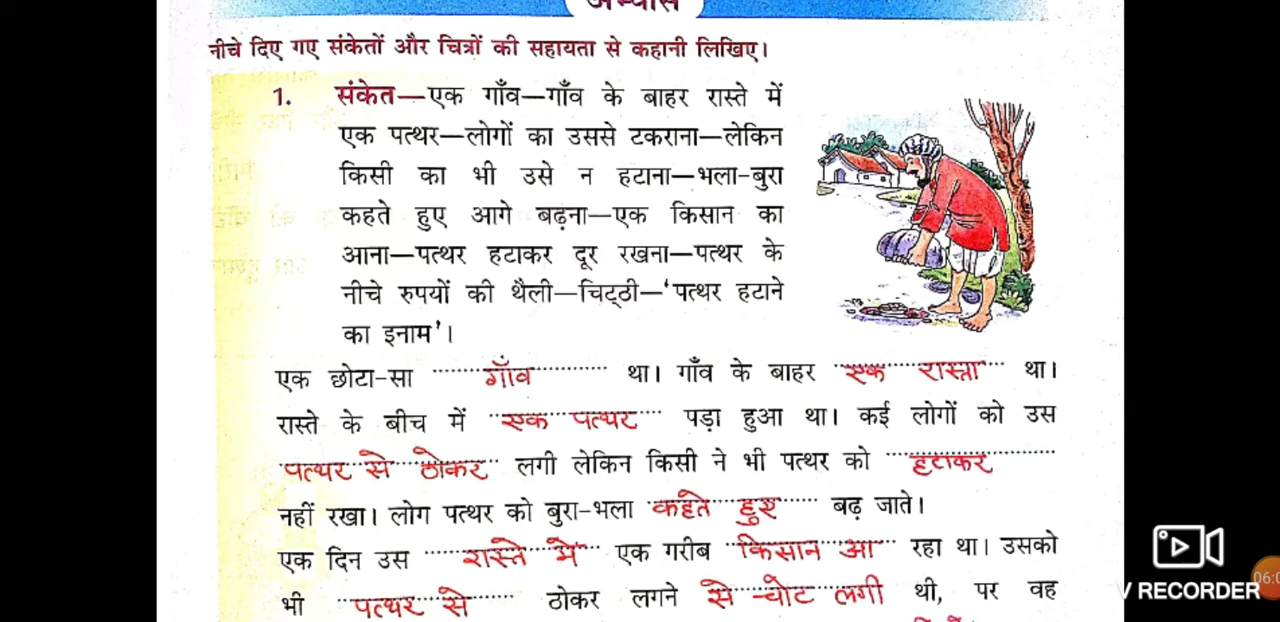 अभ्यास
नीचे दिए गए संकेतों और चित्रों की सहायता से कहानी लिखिए।
1. संकेत—एक गाँव—गाँव के बाहर रास्ते में
एक पत्थर—लोगों का उससे टकराना—लेकिन
किसी का भी उसे न हटाना—भला-बुरा
कहते हुए आगे बढ़ना—एक किसान का
आना—पत्थर हटाकर दूर रखना—पत्थर के
नीचे रुपयों की थैली—चिट्ठी—'पत्थर हटाने
का इनाम'।
एक छोटा-सा गाँव था। गाँव के बाहर एक रास्ता था।
रास्ते के बीच में एक पत्थर पड़ा हुआ था। कई लोगों को उस
पत्थर से ठोकर लगी लेकिन किसी ने भी पत्थर को हटाकर
नहीं रखा। लोग पत्थर को बुरा-भला कहते हुए बढ़ जाते।
एक दिन उस रास्ते मे एक गरीब किसान आ रहा था। उसको
भी पत्थर से ठोकर लगने से चोट लगी थी, पर वह
V RECORDER